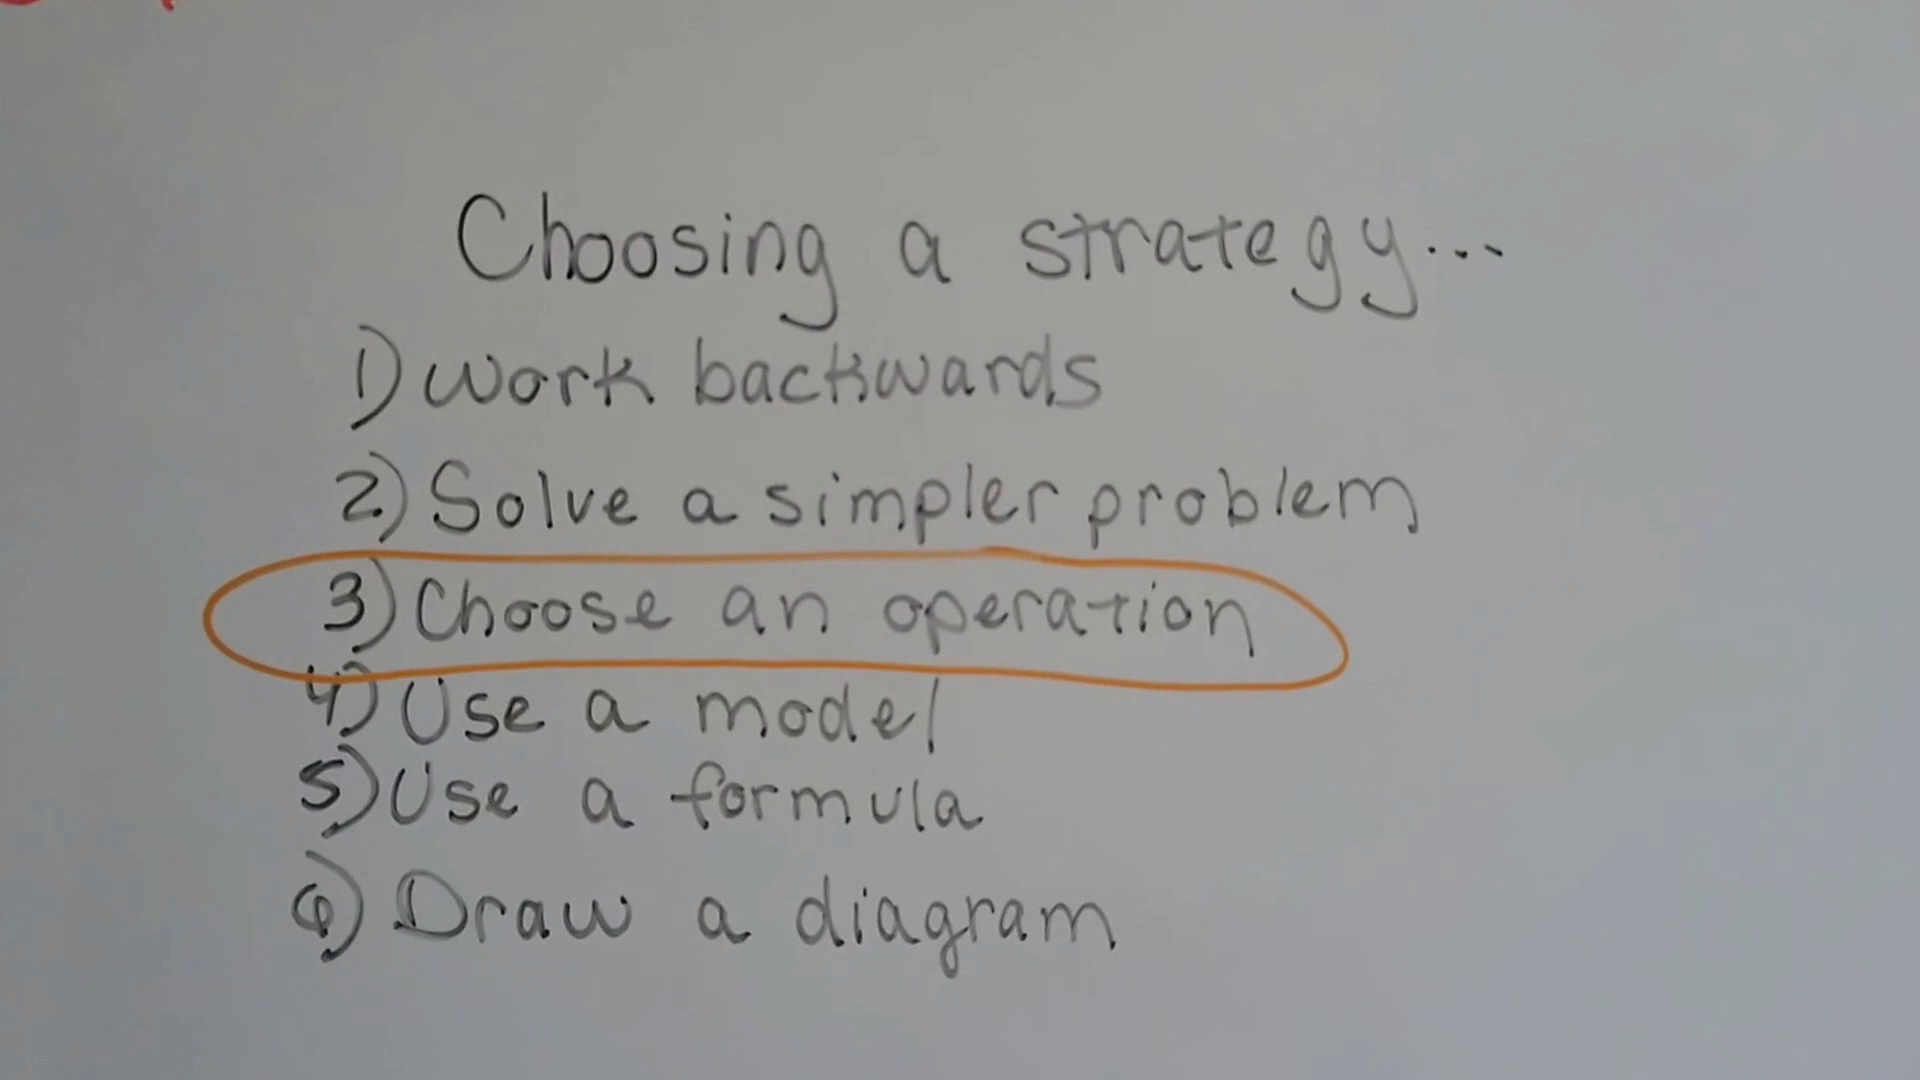 Choosing a strategy...
1) Work backwards
2) Solve a simpler problem
3) Choose an operation
4) Use a model
5) Use a formula
6) Draw a diagram